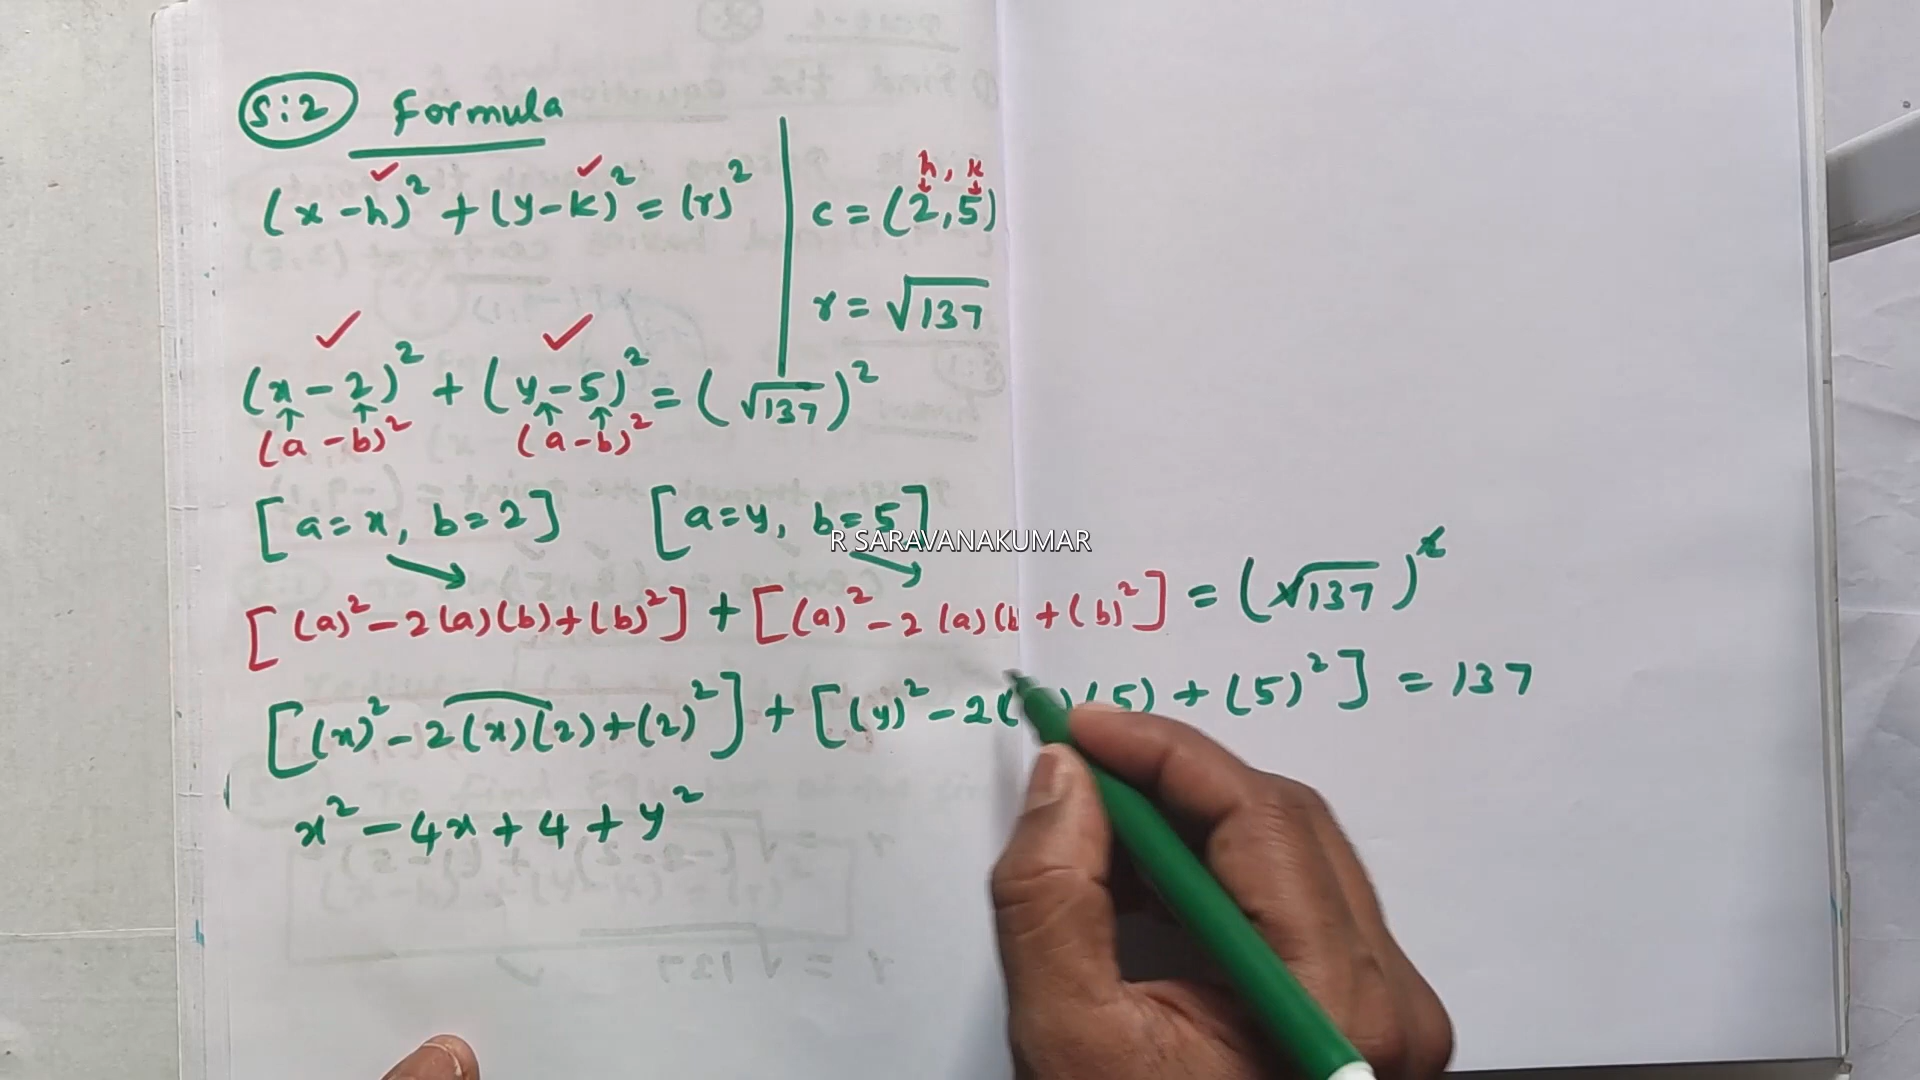 S:2 Formula
(x-h)² + (y-k)² = (r)²
h, k
c = (2,5)
r = √137
(x-2)² + (y-5)² = (√137)²
(a-b)² (a-b)²
[a=x, b=2] [a=y, b=5]
R SARAVANAKUMAR
[(a)²-2(a)(b)+(b)²] + [(a)²-2(a)(b + (b)²] = (√137)²
[(x)²-2(x)(2)+(2)²] + [(y)²-2( )(5) + (5)²] = 137
x² - 4x + 4 + y²